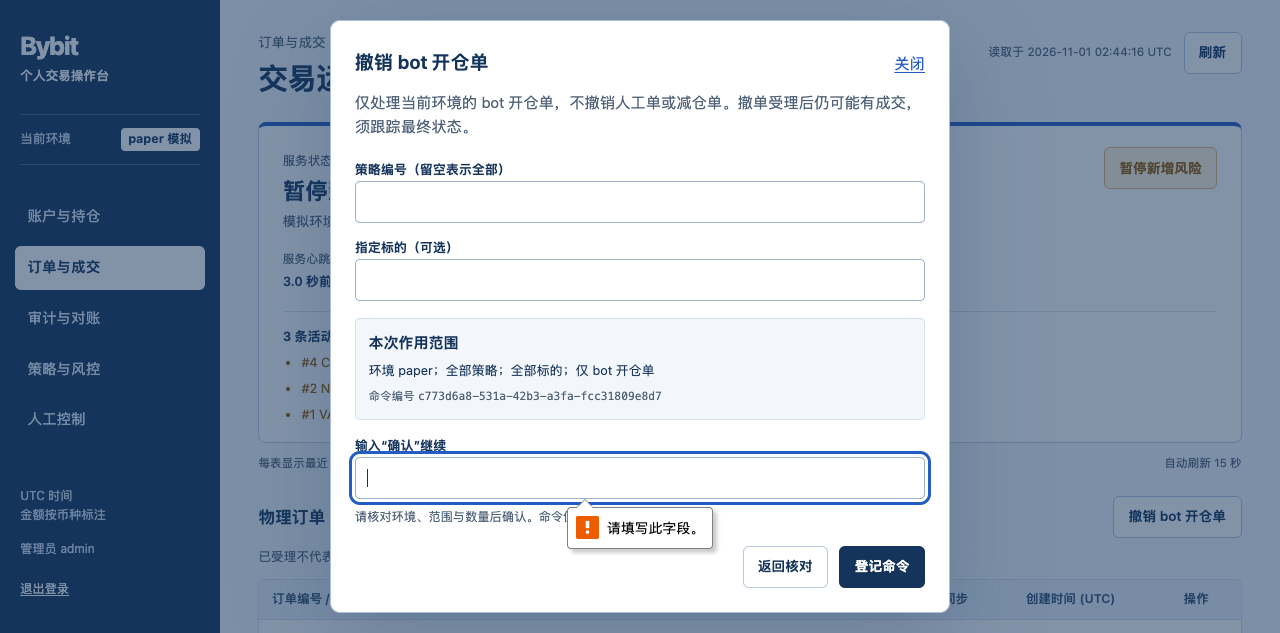 Bybit
个人交易操作台
当前环境
paper 模拟
账户与持仓
订单与成交
审计与对账
策略与风控
人工控制
UTC 时间
金额按币种标注
管理员 admin
退出登录
订单与成交
交易运
读取于 2026-11-01 02:44:16 UTC
刷新
服务状态
暂停
模拟环境
服务心跳
3.0 秒前
暂停新增风险
3 条活动
#4 C
#2 N
#1 VA
每表显示最近
自动刷新 15 秒
物理订单
撤销 bot 开仓单
已受理不代表
订单编号 /
同步
创建时间 (UTC)
操作
撤销 bot 开仓单
关闭
仅处理当前环境的 bot 开仓单，不撤销人工单或减仓单。撤单受理后仍可能有成交，
须跟踪最终状态。
策略编号（留空表示全部）
指定标的（可选）
本次作用范围
环境 paper；全部策略；全部标的；仅 bot 开仓单
命令编号 c773d6a8-531a-42b3-a3fa-fcc31809e8d7
输入“确认”继续
请核对环境、范围与数量后确认。命令
请填写此字段。
返回核对
登记命令